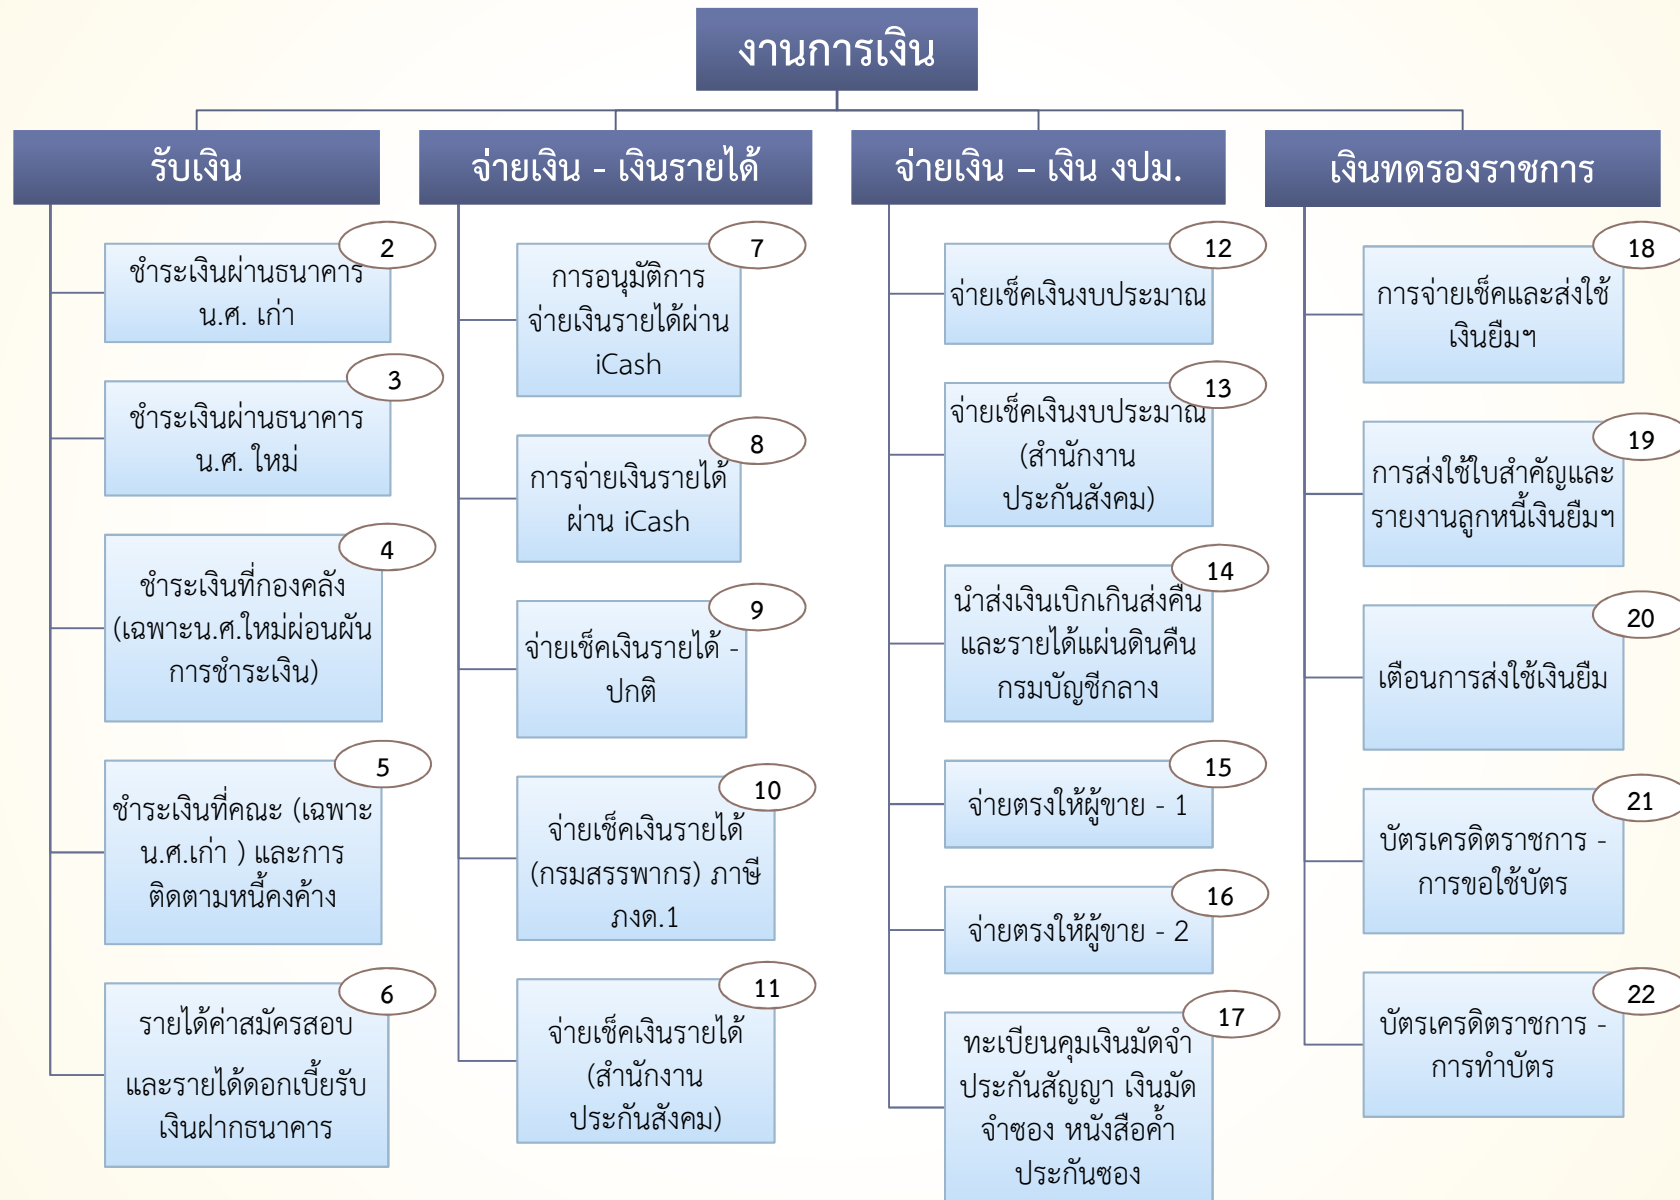 งานการเงิน
รับเงิน
2
ชำระเงินผ่านธนาคาร
น.ศ. เก่า
3
ชำระเงินผ่านธนาคาร
น.ศ. ใหม่
4
ชำระเงินที่กองคลัง
(เฉพาะน.ศ.ใหม่ผ่อนผัน
การชำระเงิน)
5
ชำระเงินที่คณะ (เฉพาะ
น.ศ.เก่า ) และการ
ติดตามหนี้คงค้าง
6
รายได้ค่าสมัครสอบ
และรายได้ดอกเบี้ยรับ
เงินฝากธนาคาร
จ่ายเงิน - เงินรายได้
7
การอนุมัติการ
จ่ายเงินรายได้ผ่าน
iCash
8
การจ่ายเงินรายได้
ผ่าน iCash
9
จ่ายเช็คเงินรายได้ -
ปกติ
10
จ่ายเช็คเงินรายได้
(กรมสรรพากร) ภาษี
ภงด.1
11
จ่ายเช็คเงินรายได้
(สำนักงาน
ประกันสังคม)
จ่ายเงิน – เงิน งปม.
12
จ่ายเช็คเงินงบประมาณ
13
จ่ายเช็คเงินงบประมาณ
(สำนักงาน
ประกันสังคม)
14
นำส่งเงินเบิกเกินส่งคืน
และรายได้แผ่นดินคืน
กรมบัญชีกลาง
15
จ่ายตรงให้ผู้ขาย - 1
16
จ่ายตรงให้ผู้ขาย - 2
17
ทะเบียนคุมเงินมัดจำ
ประกันสัญญา เงินมัด
จำซอง หนังสือค้ำ
ประกันซอง
เงินทดรองราชการ
18
การจ่ายเช็คและส่งใช้
เงินยืมฯ
19
การส่งใช้ใบสำคัญและ
รายงานลูกหนี้เงินยืมฯ
20
เตือนการส่งใช้เงินยืม
21
บัตรเครดิตราชการ -
การขอใช้บัตร
22
บัตรเครดิตราชการ -
การทำบัตร